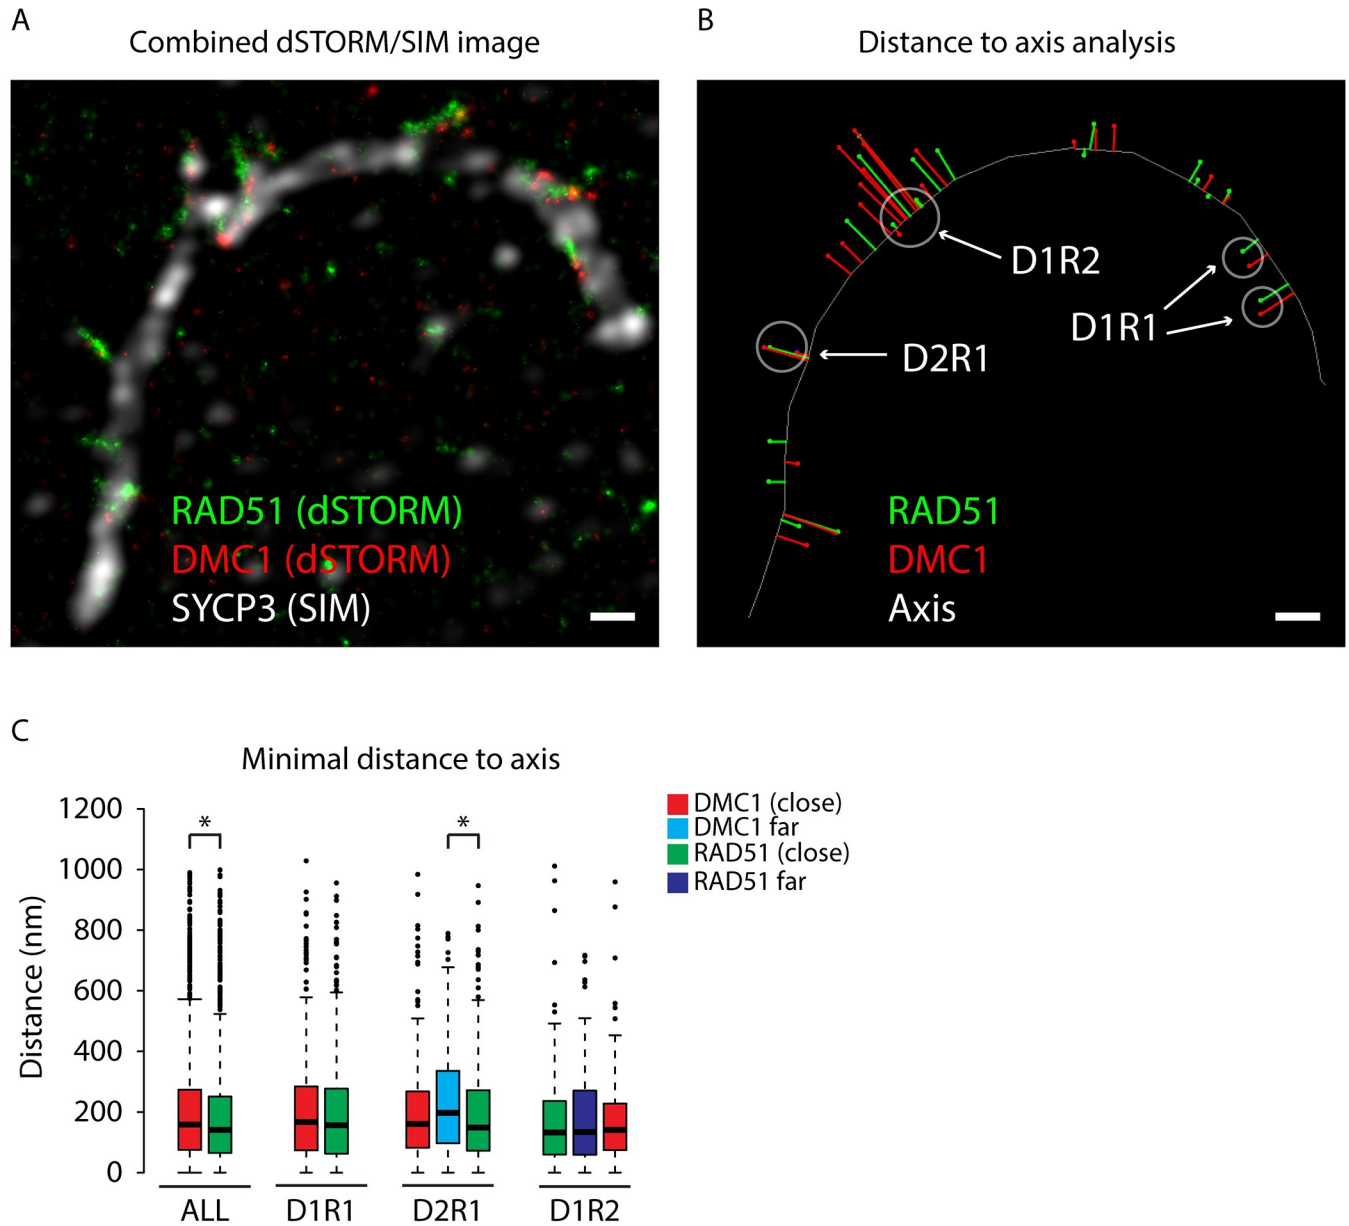 A
Combined dSTORM/SIM image
RAD51 (dSTORM)
DMC1 (dSTORM)
SYCP3 (SIM)
B
Distance to axis analysis
D1R2
D1R1
D2R1
RAD51
DMC1
Axis
C
Minimal distance to axis
Distance (nm)
1200
1000
800
600
400
200
0
*
*
ALL
D1R1
D2R1
D1R2
DMC1 (close)
DMC1 far
RAD51 (close)
RAD51 far